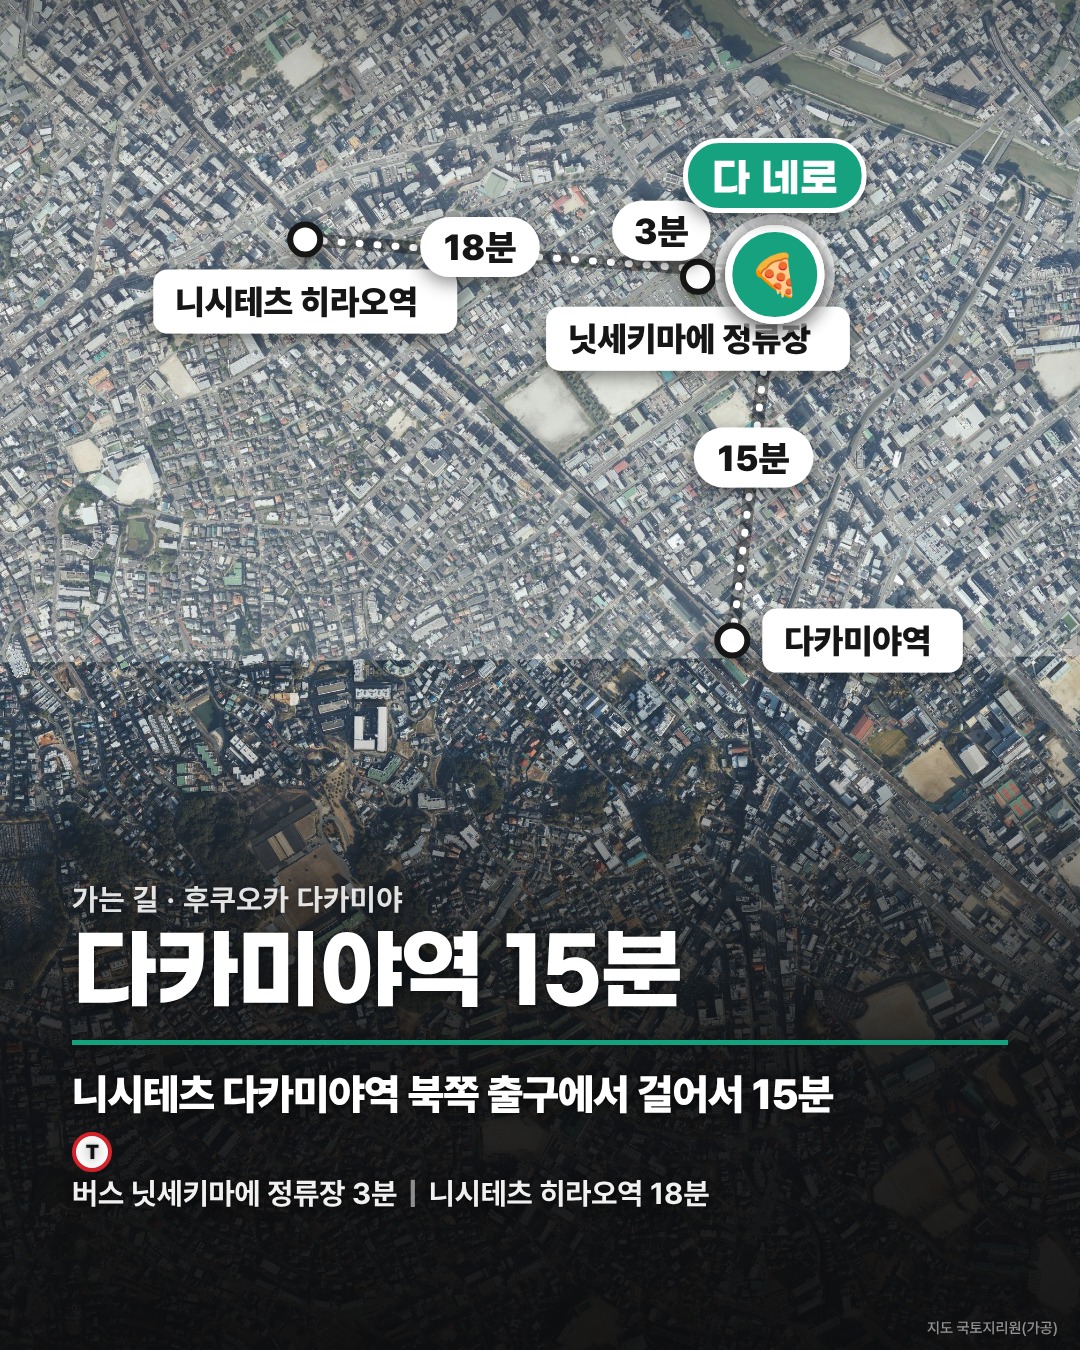 다 네로
3분
18분
니시테츠 히라오역
닛세키마에 정류장
15분
다카미야역
가는 길 · 후쿠오카 다카미야
다카미야역 15분
니시테츠 다카미야역 북쪽 출구에서 걸어서 15분
T
버스 닛세키마에 정류장 3분 | 니시테츠 히라오역 18분
지도 국토지리원(가공)